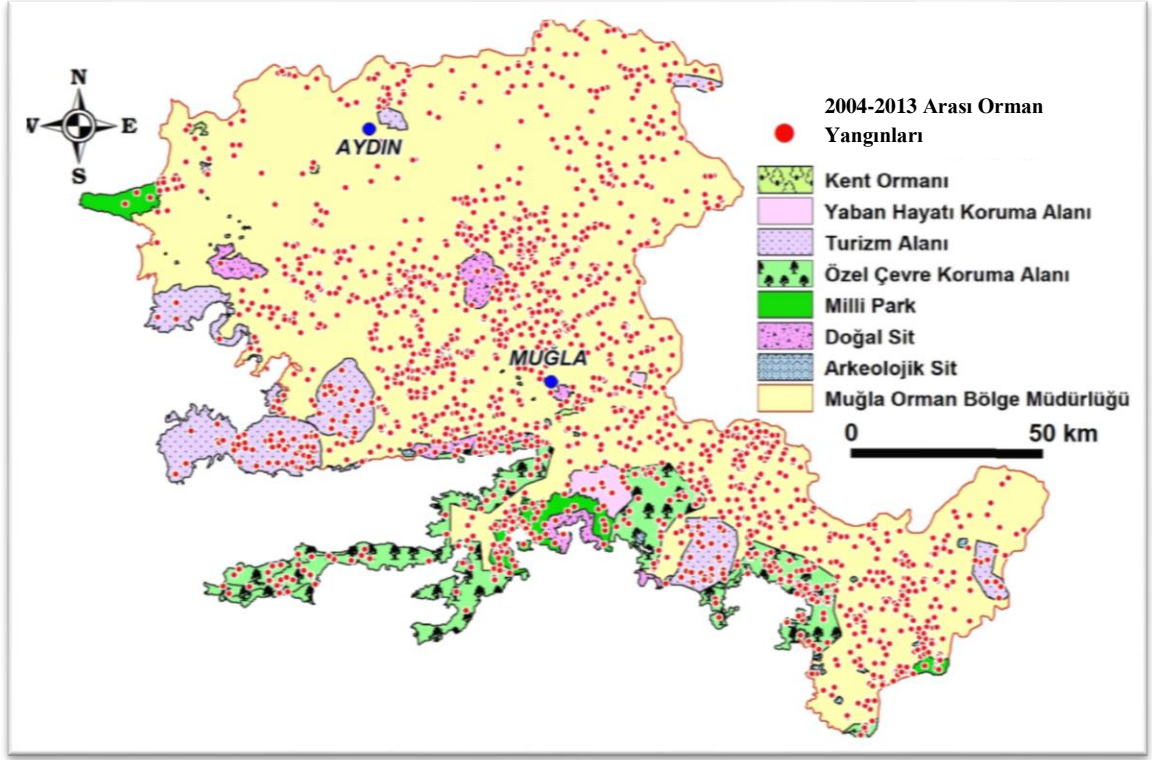 N
E
S
AYDIN
MUĞLA
2004-2013 Arası Orman
Yangınları
Kent Ormanı
Yaban Hayatı Koruma Alanı
Turizm Alanı
Özel Çevre Koruma Alanı
Milli Park
Doğal Sit
Arkeolojik Sit
Muğla Orman Bölge Müdürlüğü
0 50 km